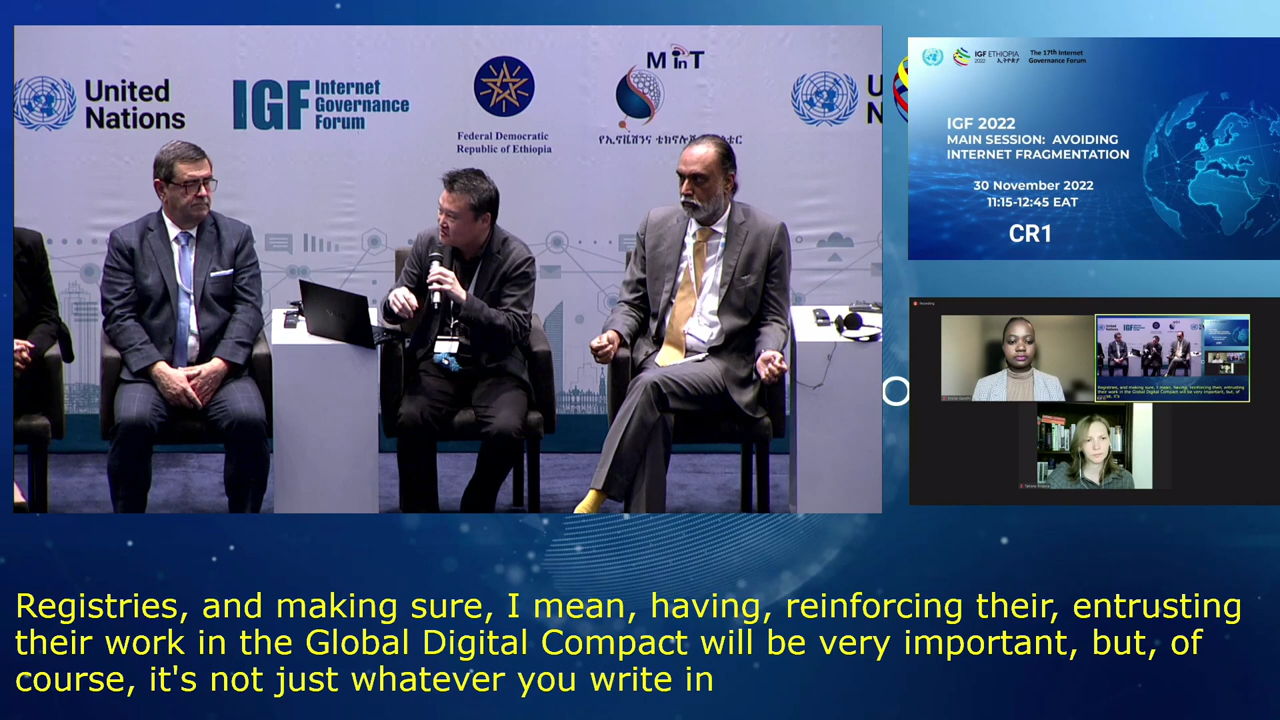 United
Nations
IGF
Internet
Governance
Forum
Federal Democratic
Republic of Ethiopia
MinT
U
N
IGF ETHIOPIA
2022
ኢትዮጵያ
The 17th Internet
Governance Forum
IGF 2022
MAIN SESSION: AVOIDING
INTERNET FRAGMENTATION
30 November 2022
11:15-12:45 EAT
CR1
Recording
Registries, and making sure, I mean, having, reinforcing their, entrusting
their work in the Global Digital Compact will be very important, but, of
course, it's not just whatever you write in